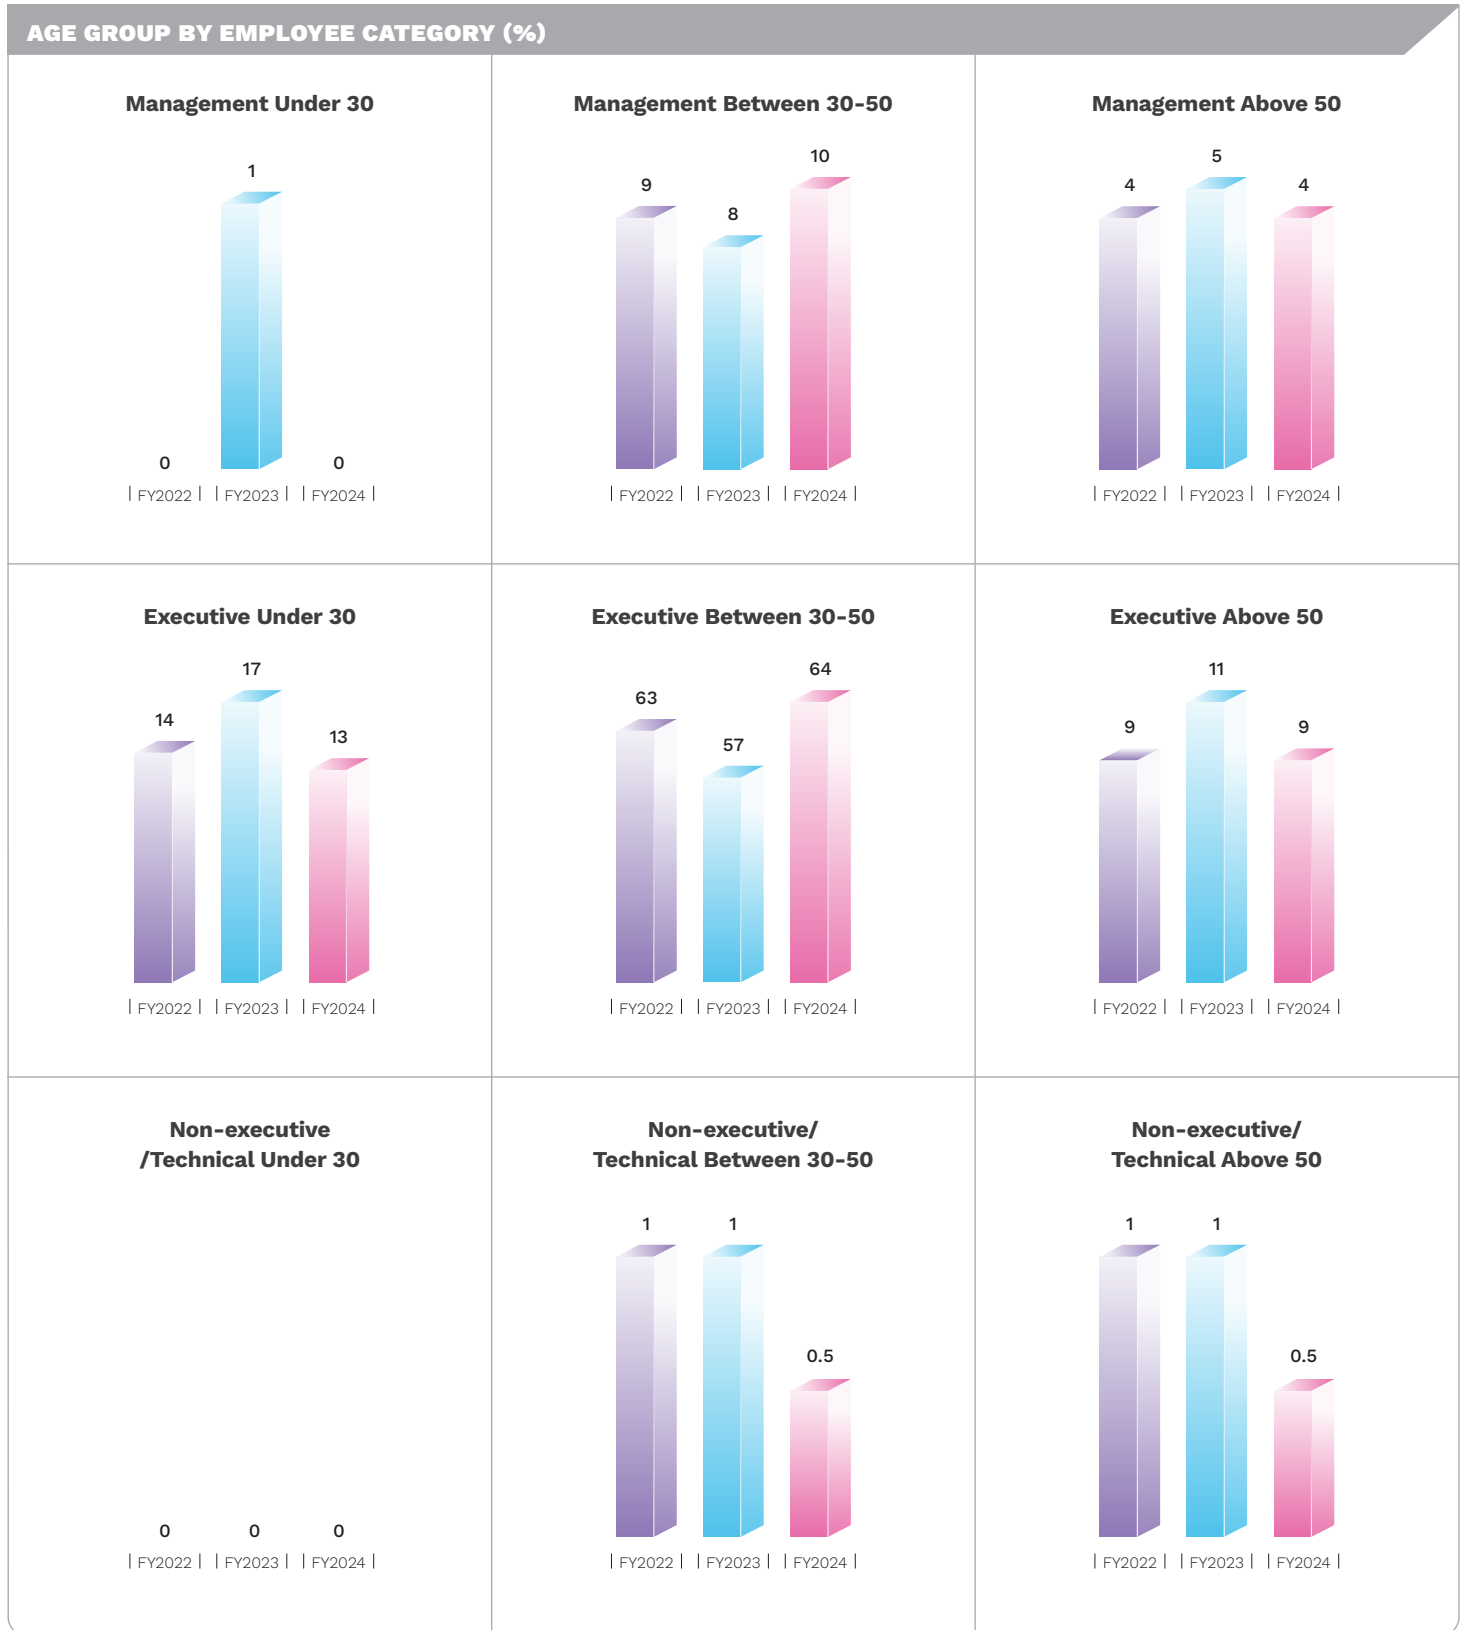 AGE GROUP BY EMPLOYEE CATEGORY (%)
Management Under 30
0
1
0
FY2022
FY2023
FY2024
Management Between 30-50
9
8
10
FY2022
FY2023
FY2024
Management Above 50
4
5
4
FY2022
FY2023
FY2024
Executive Under 30
14
17
13
FY2022
FY2023
FY2024
Executive Between 30-50
63
57
64
FY2022
FY2023
FY2024
Executive Above 50
9
11
9
FY2022
FY2023
FY2024
Non-executive
/Technical Under 30
0
0
0
FY2022
FY2023
FY2024
Non-executive/
Technical Between 30-50
1
1
0.5
FY2022
FY2023
FY2024
Non-executive/
Technical Above 50
1
1
0.5
FY2022
FY2023
FY2024